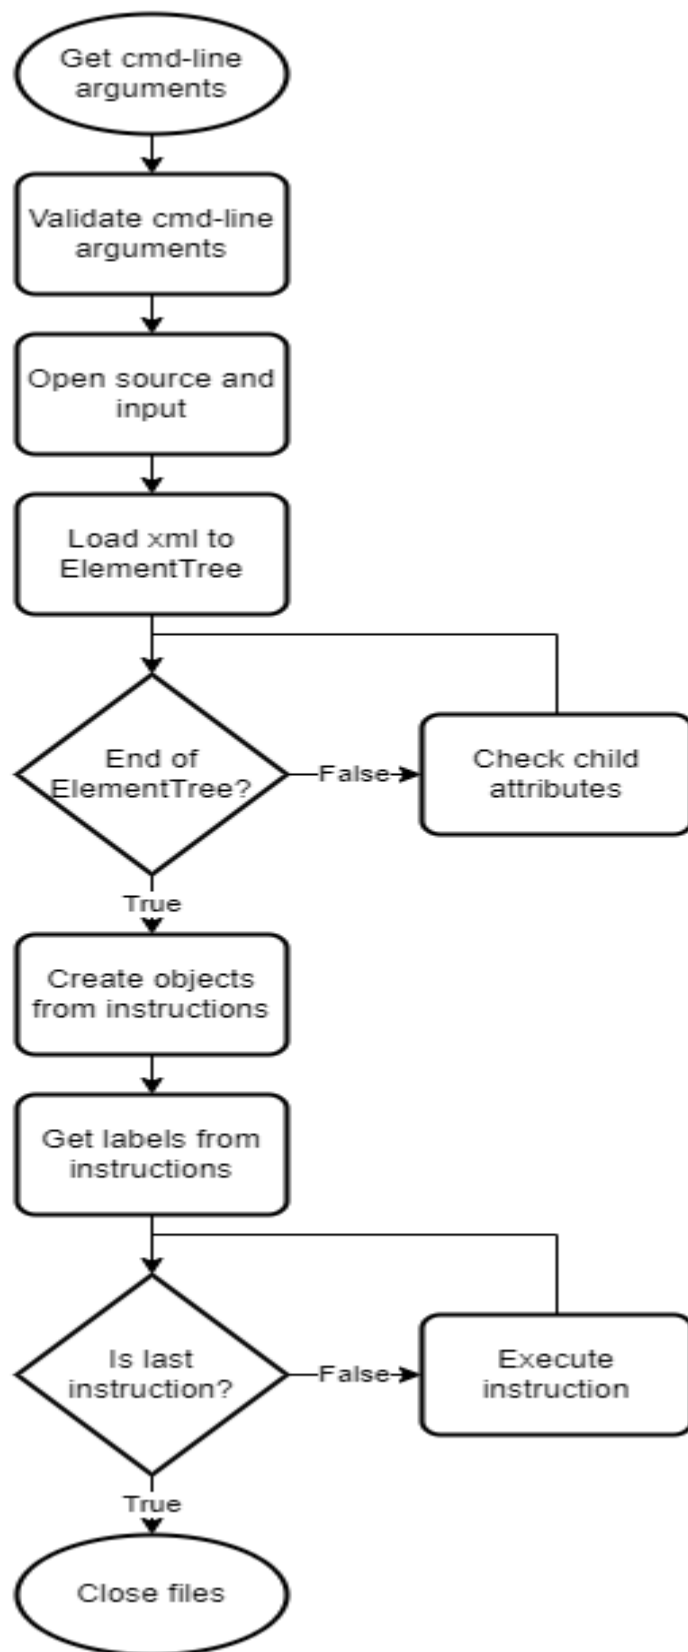 Get cmd-line
arguments
Validate cmd-line
arguments
Open source and
input
Load xml to
ElementTree
End of
ElementTree?
False
Check child
attributes
True
Create objects
from instructions
Get labels from
instructions
Is last
instruction?
False
Execute
instruction
True
Close files